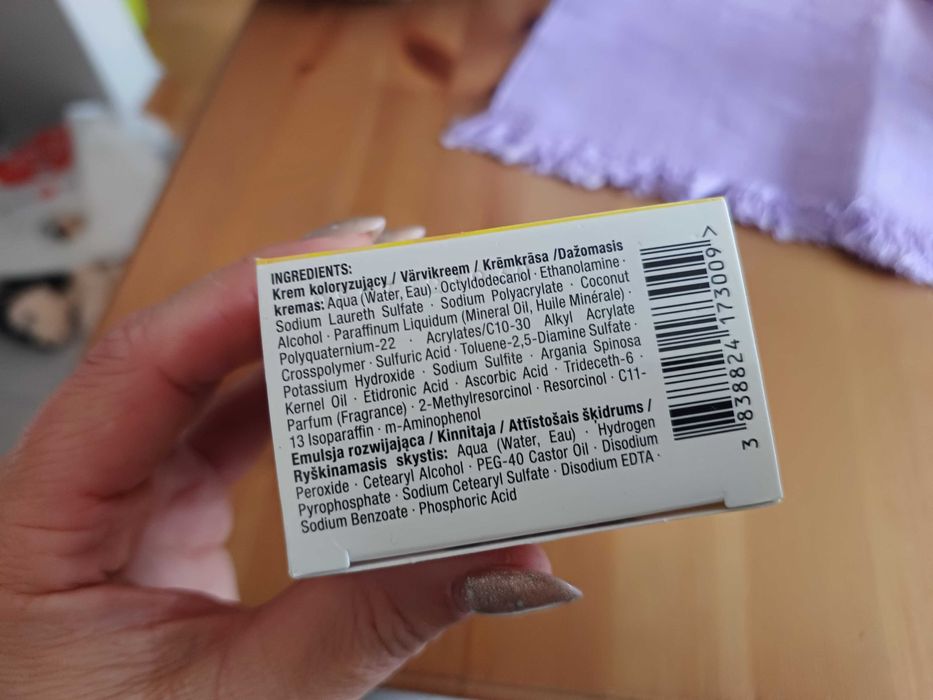 INGREDIENTS:
Krem koloryzujący / Värvikreem / Krēmkrāsa /Dažomasis
kremas: Aqua (Water, Eau) · Octyldodecanol · Ethanolamine ·
Sodium Laureth Sulfate · Sodium Polyacrylate · Coconut
Alcohol · Paraffinum Liquidum (Mineral Oil, Huile Minérale) ·
Polyquaternium-22 · Acrylates/C10-30 Alkyl Acrylate
Crosspolymer · Sulfuric Acid · Toluene-2,5-Diamine Sulfate ·
Potassium Hydroxide · Sodium Sulfite · Argania Spinosa
Kernel Oil · Etidronic Acid · Ascorbic Acid · Trideceth-6 ·
Parfum (Fragrance) · 2-Methylresorcinol · Resorcinol · C11-
13 Isoparaffin · m-Aminophenol
Emulsja rozwijająca / Kinnitaja / Attīstošais šķidrums /
Ryškinamasis skystis: Aqua (Water, Eau) · Hydrogen
Peroxide · Cetearyl Alcohol · PEG-40 Castor Oil · Disodium
Pyrophosphate · Sodium Cetearyl Sulfate · Disodium EDTA ·
Sodium Benzoate · Phosphoric Acid
3 838824 173009 >